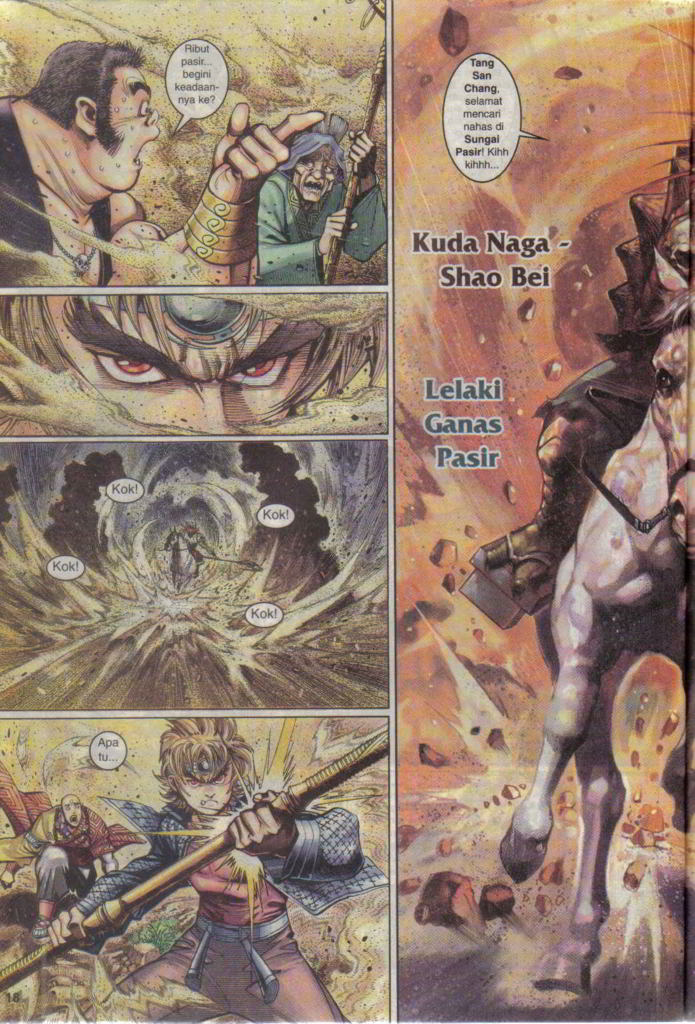 Ribut
pasir...
begini
keadaan-
nya ke?
Kok!
Kok!
Kok!
Kok!
Apa
tu...
18
Tang
San
Chang,
selamat
mencari
nahas di
Sungai
Pasir! Kihh
kihhh...
Kuda Naga -
Shao Bei
Lelaki
Ganas
Pasir